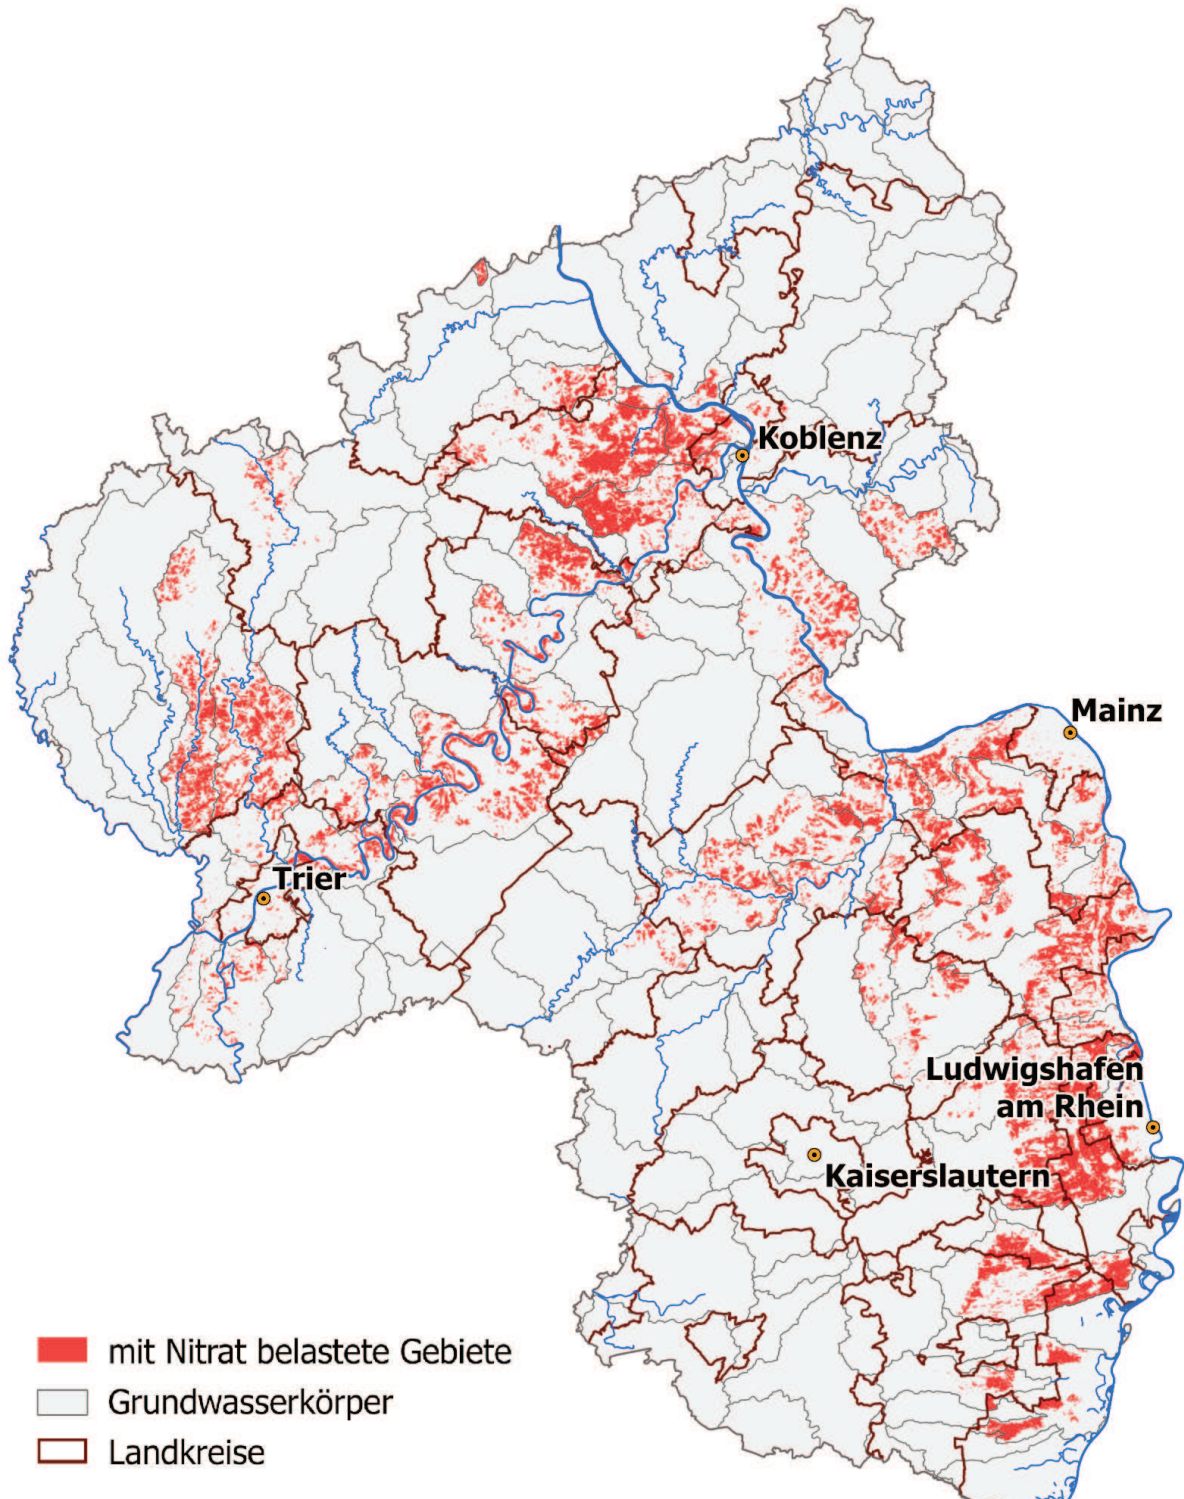 Koblenz
Mainz
Trier
Ludwigshafen
am Rhein
Kaiserslautern
mit Nitrat belastete Gebiete
Grundwasserkörper
Landkreise